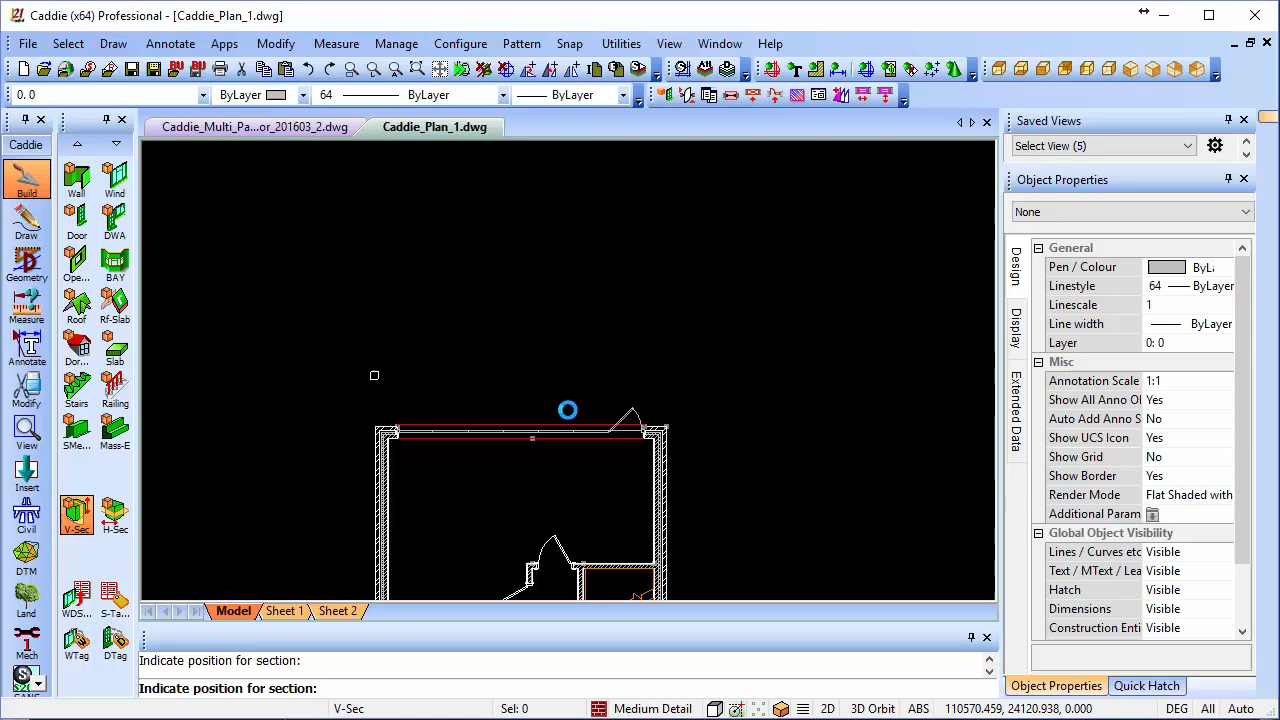 Caddie (x64) Professional - [Caddie_Plan_1.dwg]
File Select Draw Annotate Apps Modify Measure Manage Configure Pattern Snap Utilities View Window Help
0. 0 ByLayer 64 ByLayer ByLayer
Caddie_Multi_Pa...or_201603_2.dwg Caddie_Plan_1.dwg
Caddie
Build
Draw
Geometry
Measure
Annotate
Modify
View
Insert
Civil
DTM
Land
Mech
Wall Wind
Door DWA
Ope... BAY
Roof Rf-Slab
Dor... Slab
Stairs Railing
SMe... Mass-E
V-Sec H-Sec
WDS... S-Ta...
WTag DTag
Saved Views
Select View (5)
Object Properties
None
Design
Display
Extended Data
General
Pen / Colour ByLa
Linestyle 64 ByLayer
Linescale 1
Line width ByLayer
Layer 0: 0
Misc
Annotation Scale 1:1
Show All Anno Ol Yes
Auto Add Anno S No
Show UCS Icon Yes
Show Grid No
Show Border Yes
Render Mode Flat Shaded with
Additional Param
Global Object Visibility
Lines / Curves etc Visible
Text / MText / Lea Visible
Hatch Visible
Dimensions Visible
Construction Enti Visible
Object Properties Quick Hatch
Model Sheet 1 Sheet 2
Indicate position for section:
Indicate position for section:
V-Sec Sel: 0 Medium Detail 2D 3D Orbit ABS 110570.459, 24120.938, 0.000 DEG All Auto